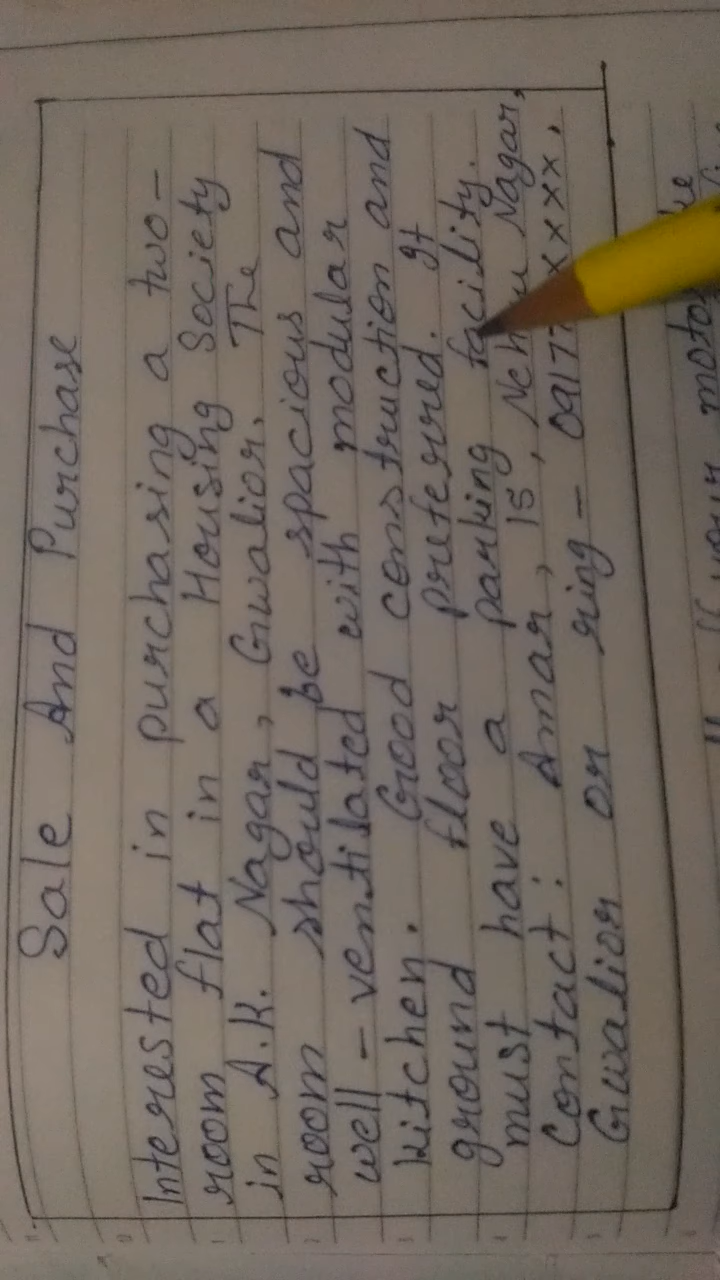 Sale And Purchase
Interested in purchasing a two-
room flat in a Housing Society
in A.K. Nagar, Gwalior. The
room should be spacious and
well-ventilated with modular
kitchen. Good construction and
ground floor preferred. It
must have a parking facility.
Contact: Amar, 15, Nagar,
Gwalior or ring -
your motor